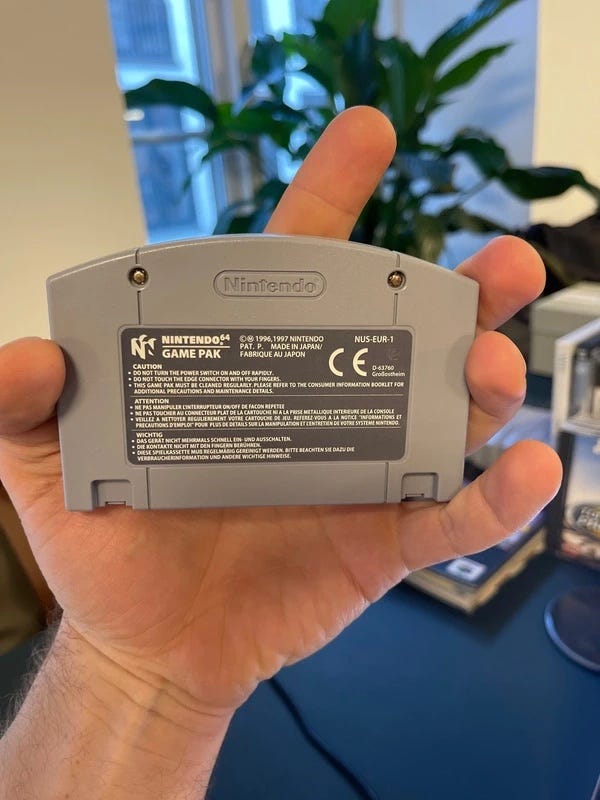 Nintendo
NINTENDO64
GAME PAK
©® 1996,1997 NINTENDO
PAT. P. MADE IN JAPAN/
FABRIQUE AU JAPON
NUS-EUR-1
CE
D-63760
Großostheim
CAUTION
• DO NOT TURN THE POWER SWITCH ON AND OFF RAPIDLY.
• DO NOT TOUCH THE EDGE CONNECTOR WITH YOUR FINGERS.
• THIS GAME PAK MUST BE CLEANED REGULARLY. PLEASE REFER TO THE CONSUMER INFORMATION BOOKLET FOR
ADDITIONAL PRECAUTIONS AND MAINTENANCE DETAILS.
ATTENTION
• NE PAS MANIPULER L'INTERRUPTEUR ON/OFF DE FACON REPETEE
• NE PAS TOUCHER AU CONNECTEUR PLAT DE LA CARTOUCHE NI A LA PRISE METALLIQUE INTERIEURE DE LA CONSOLE
• VEILLEZ A NETTOYER REGULIEREMENT VOTRE CARTOUCHE DE JEU. REFEREZ-VOUS A LA NOTICE "INFORMATIONS ET
PRECAUTIONS D'EMPLOI" POUR PLUS DE DETAILS SUR LA MANIPULATION ET L'ENTRETIEN DE VOTRE SYSTEME NINTENDO.
WICHTIG
• DAS GERÄT NICHT MEHRMALS SCHNELL EIN- UND AUSSCHALTEN.
• DIE KONTAKTE NICHT MIT DEN FINGERN BERÜHREN.
• DIESE SPIELKASSETTE MUß REGELMÄßIG GEREINIGT WERDEN. BITTE BEACHTEN SIE DAZU DIE
VERBRAUCHERINFORMATION UND ANDERE WICHTIGE HINWEISE.